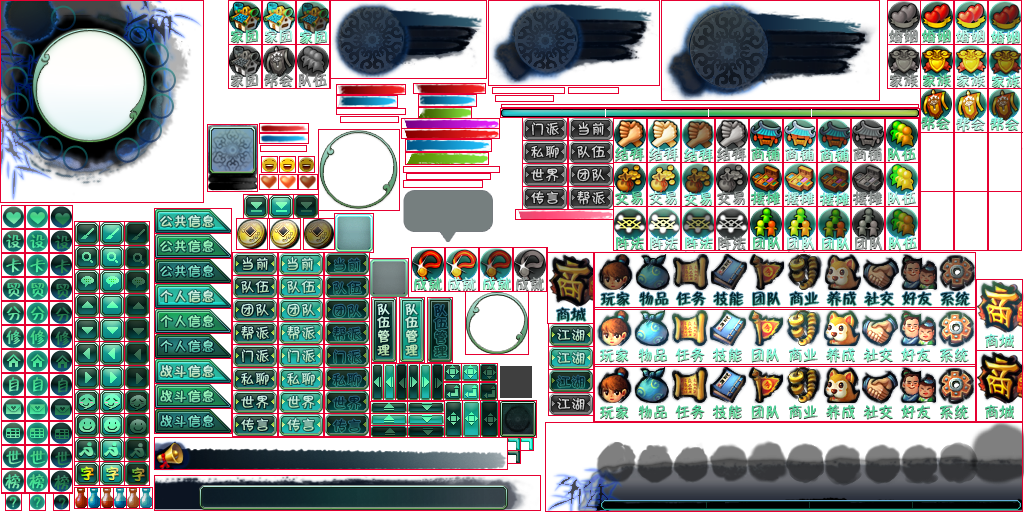 家园 家园 家园
家园 帮会 队伍
婚姻 婚姻 婚姻 婚姻
家族 家族 家族 家族
帮会 帮会 帮会
门派 当前
私聊 队伍
世界 团队
传言 帮派
结拜 结拜 结拜 结拜 商铺 商铺 商铺 商铺 队伍
交易 交易 交易 交易 摆摊 摆摊 摆摊 摆摊 队伍
阵法 阵法 阵法 阵法 团队 团队 团队 团队 队伍
公共信息
公共信息
公共信息
个人信息
个人信息
个人信息
战斗信息
战斗信息
战斗信息
当前 当前 当前
队伍 队伍 队伍
团队 团队 团队
帮派 帮派 帮派
门派 门派 门派
私聊 私聊 私聊
世界 世界 世界
传言 传言 传言
成就 成就 成就 成就
队伍管理 队伍管理 队伍管理
商城
江湖
江湖
江湖
江湖
玩家 物品 任务 技能 团队 商业 养成 社交 好友 系统
玩家 物品 任务 技能 团队 商业 养成 社交 好友 系统
玩家 物品 任务 技能 团队 商业 养成 社交 好友 系统
商城
商城
设 设 设
卡 卡 卡
贸 贸 贸
分 分 分
修 修 修
自 自 自
世 世 世
榜 榜 榜
字 字 字
? ? ?